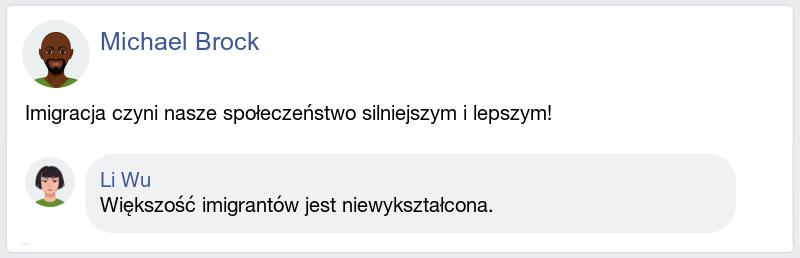 Michael Brock
Imigracja czyni nasze społeczeństwo silniejszym i lepszym!
Li Wu
Większość imigrantów jest niewykształcona.